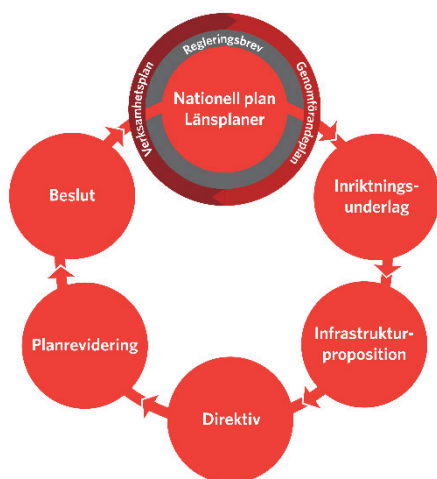 Regleringsbrev
Verksamhetsplan
Genomförandeplan
Nationell plan
Länsplaner
Inriktnings-
underlag
Infrastruktur-
proposition
Direktiv
Planrevidering
Beslut